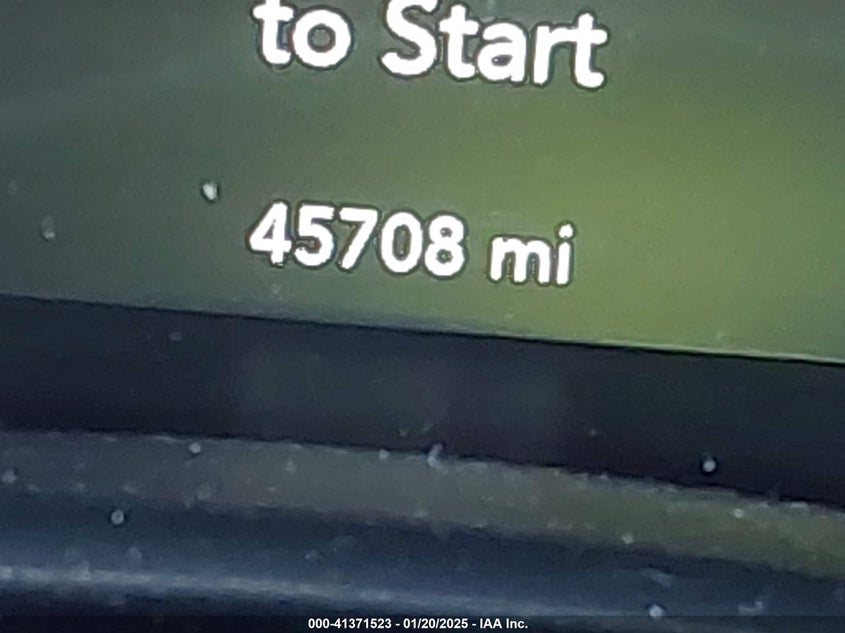 to Start
45708 mi
000-41371523 - 01/20/2025 - IAA Inc.